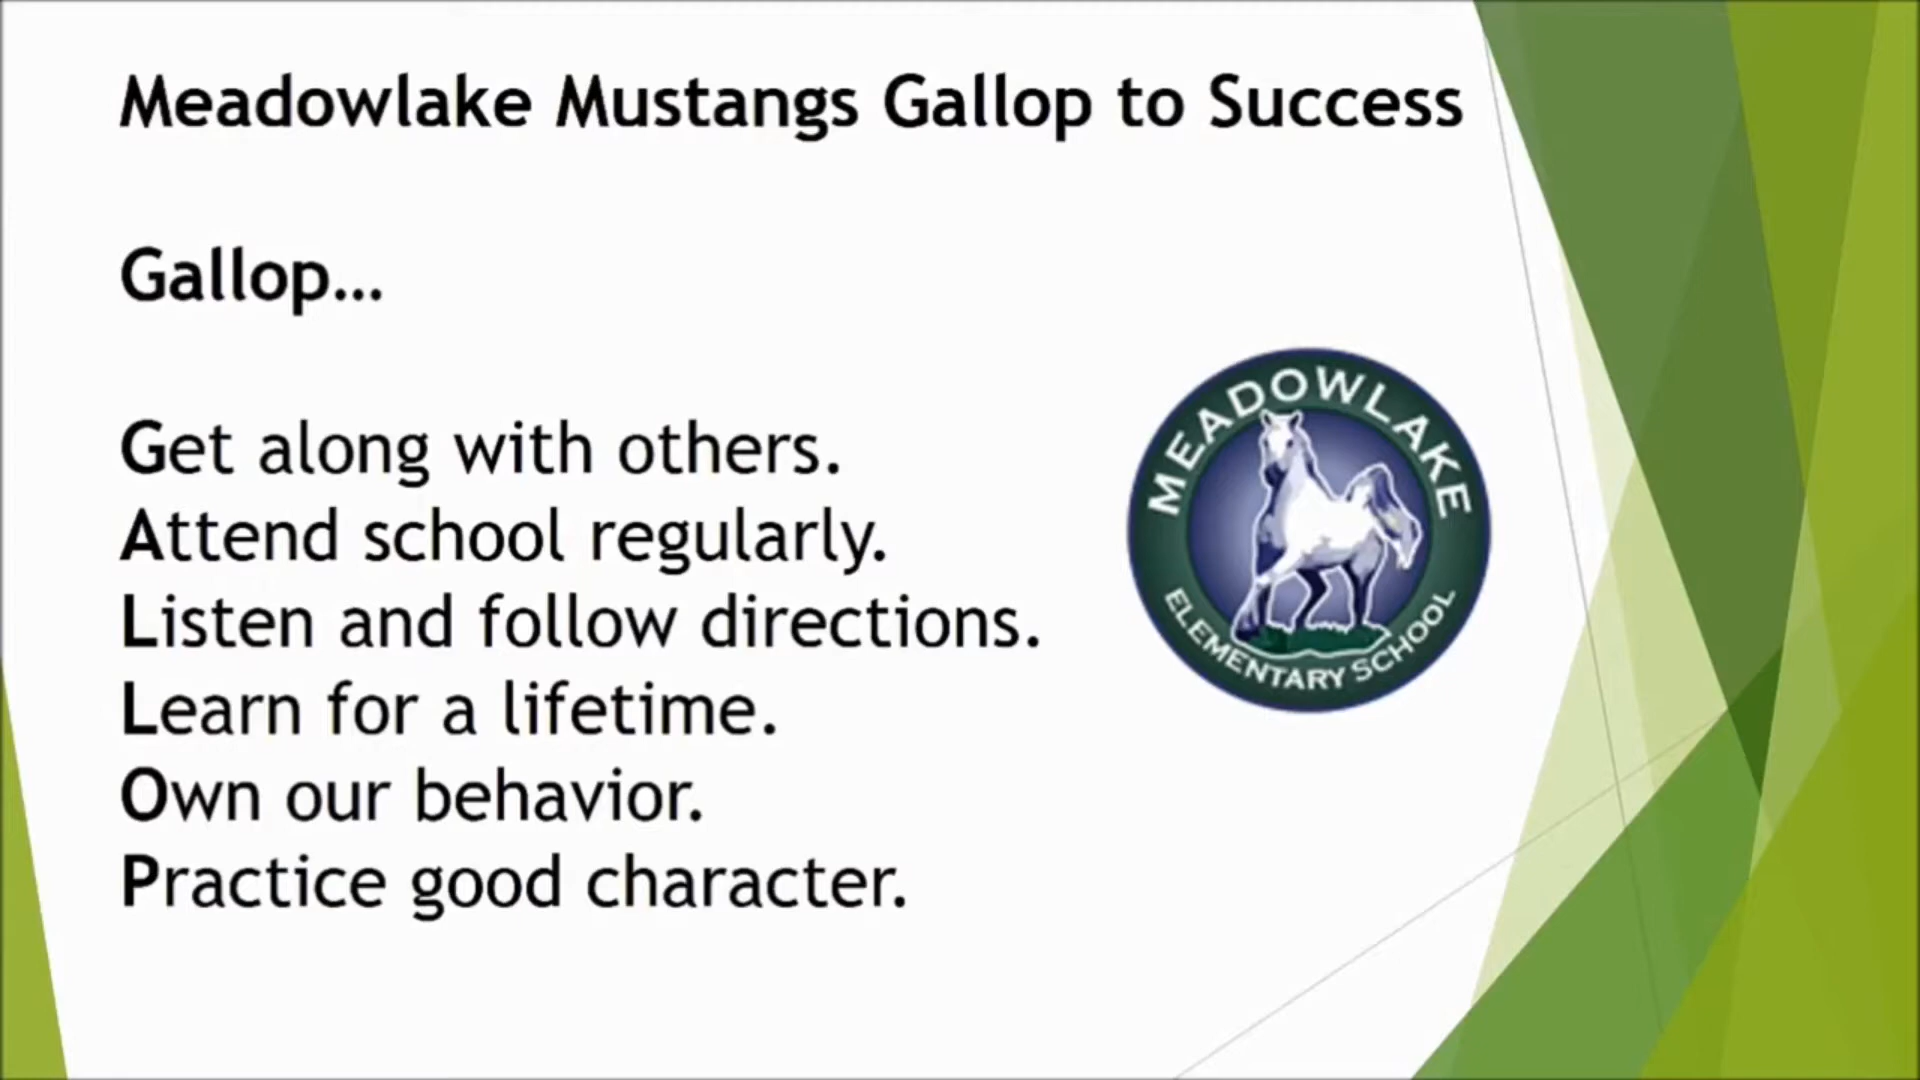 Meadowlake Mustangs Gallop to Success
Gallop...
Get along with others.
Attend school regularly.
Listen and follow directions.
Learn for a lifetime.
Own our behavior.
Practice good character.
MEADOWLAKE
ELEMENTARY SCHOOL